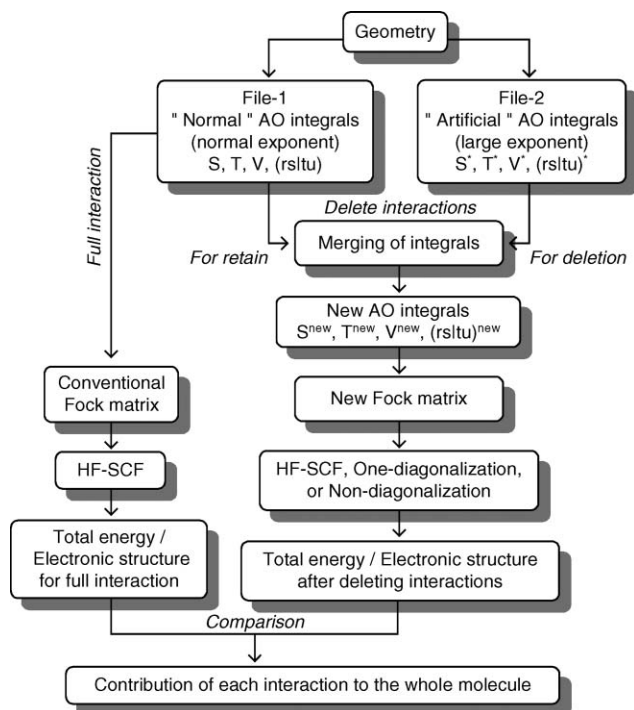 Geometry
File-1
" Normal " AO integrals
(normal exponent)
S, T, V, (rs|tu)
File-2
" Artificial " AO integrals
(large exponent)
S*, T*, V*, (rs|tu)*
Full interaction
Delete interactions
For retain
Merging of integrals
For deletion
New AO integrals
Sⁿᵉʷ, Tⁿᵉʷ, Vⁿᵉʷ, (rs|tu)ⁿᵉʷ
Conventional
Fock matrix
New Fock matrix
HF-SCF
HF-SCF, One-diagonalization,
or Non-diagonalization
Total energy /
Electronic structure
for full interaction
Total energy / Electronic structure
after deleting interactions
Comparison
Contribution of each interaction to the whole molecule